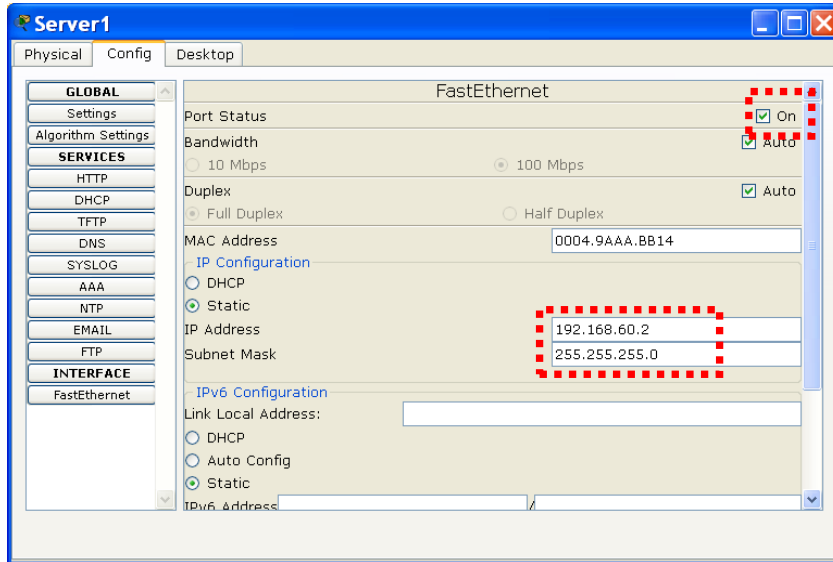 Server1
Physical Config Desktop
GLOBAL
Settings
Algorithm Settings
SERVICES
HTTP
DHCP
TFTP
DNS
SYSLOG
AAA
NTP
EMAIL
FTP
INTERFACE
FastEthernet
FastEthernet
Port Status On
Bandwidth Auto
10 Mbps 100 Mbps
Duplex Auto
Full Duplex Half Duplex
MAC Address 0004.9AAA.BB14
IP Configuration
DHCP
Static
IP Address 192.168.60.2
Subnet Mask 255.255.255.0
IPv6 Configuration
Link Local Address:
DHCP
Auto Config
Static
IPv6 Address /